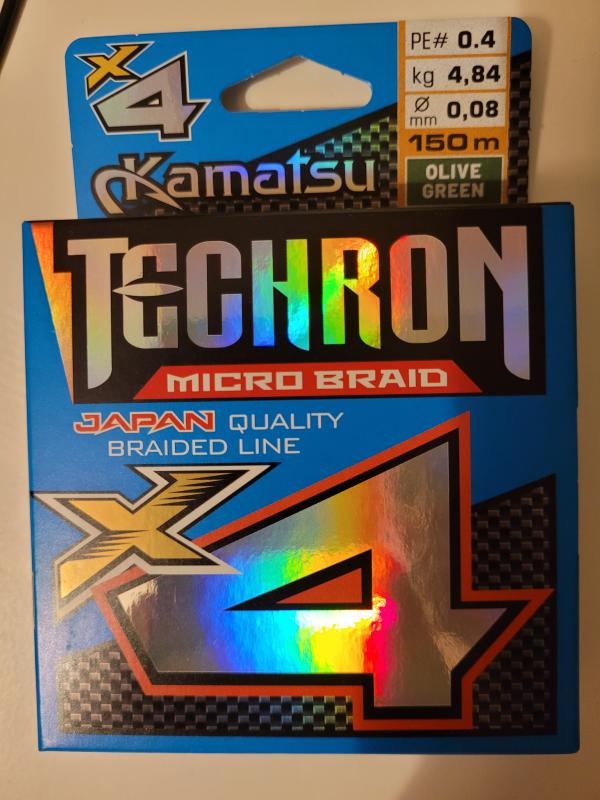 X4
Kamatsu
PE# 0.4
kg 4,84
Ø mm 0,08
150m
OLIVE
GREEN
TECHRON
MICRO BRAID
JAPAN QUALITY
BRAIDED LINE
X4